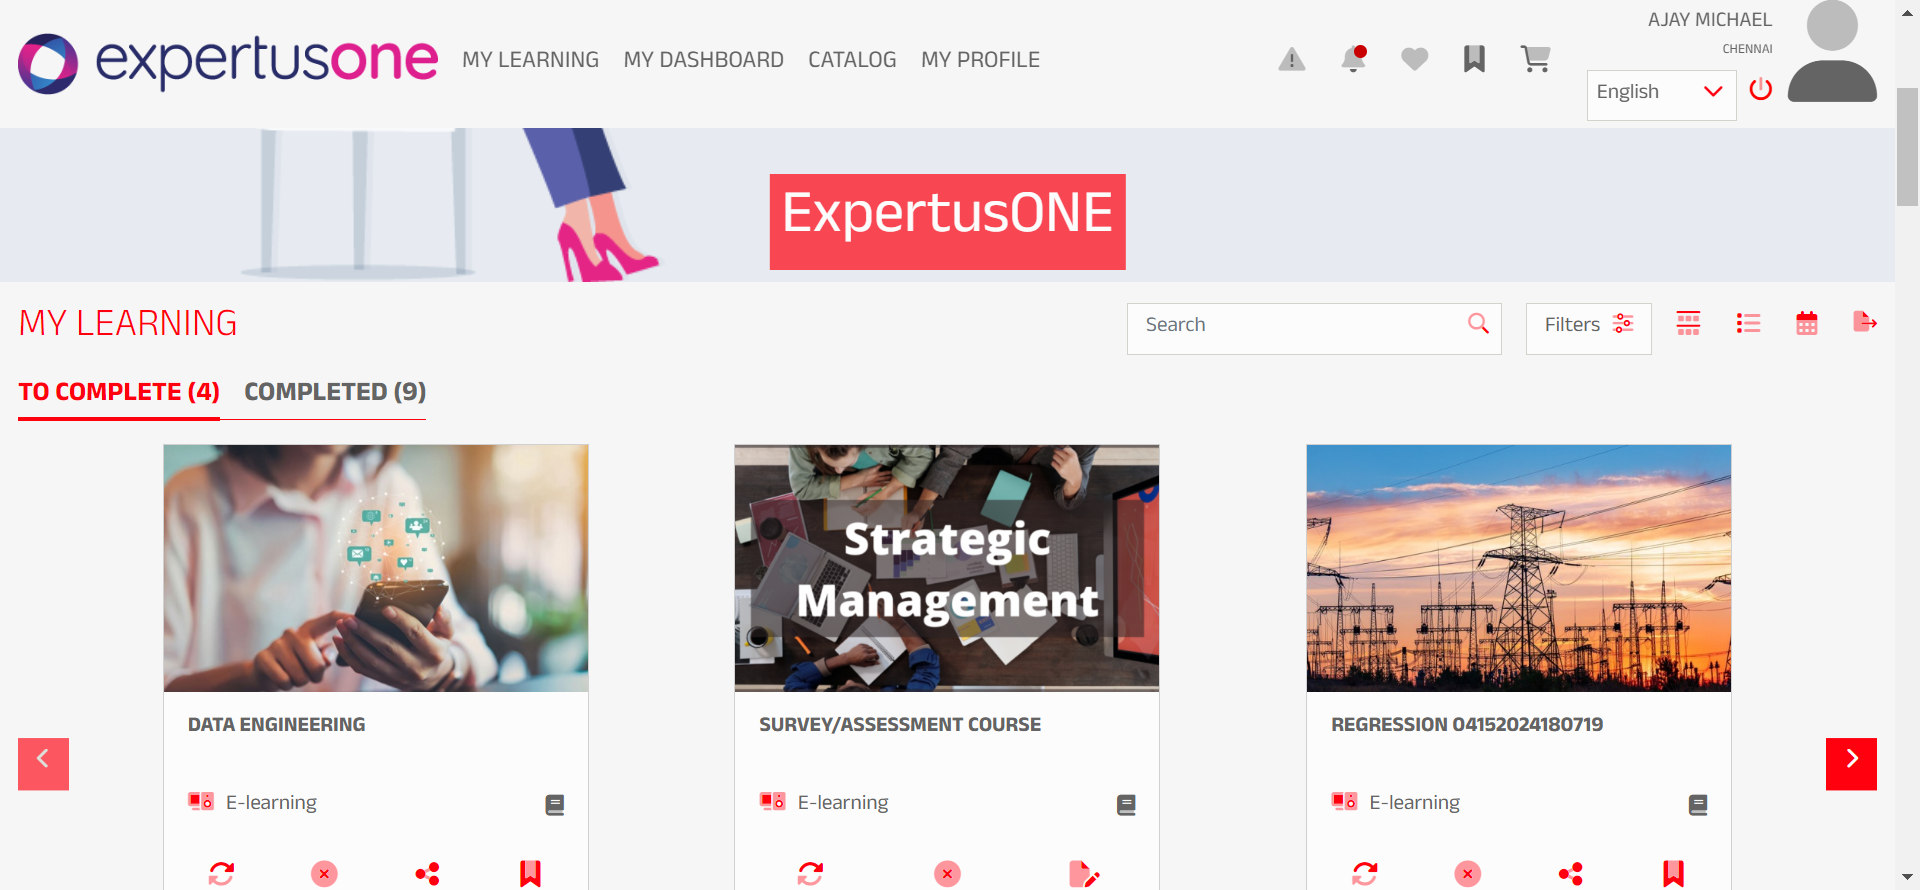 expertusone
MY LEARNING
MY DASHBOARD
CATALOG
MY PROFILE
AJAY MICHAEL
CHENNAI
English
ExpertusONE
MY LEARNING
Search
Filters
TO COMPLETE (4)
COMPLETED (9)
Strategic
Management
DATA ENGINEERING
SURVEY/ASSESSMENT COURSE
REGRESSION 04152024180719
E-learning
E-learning
E-learning